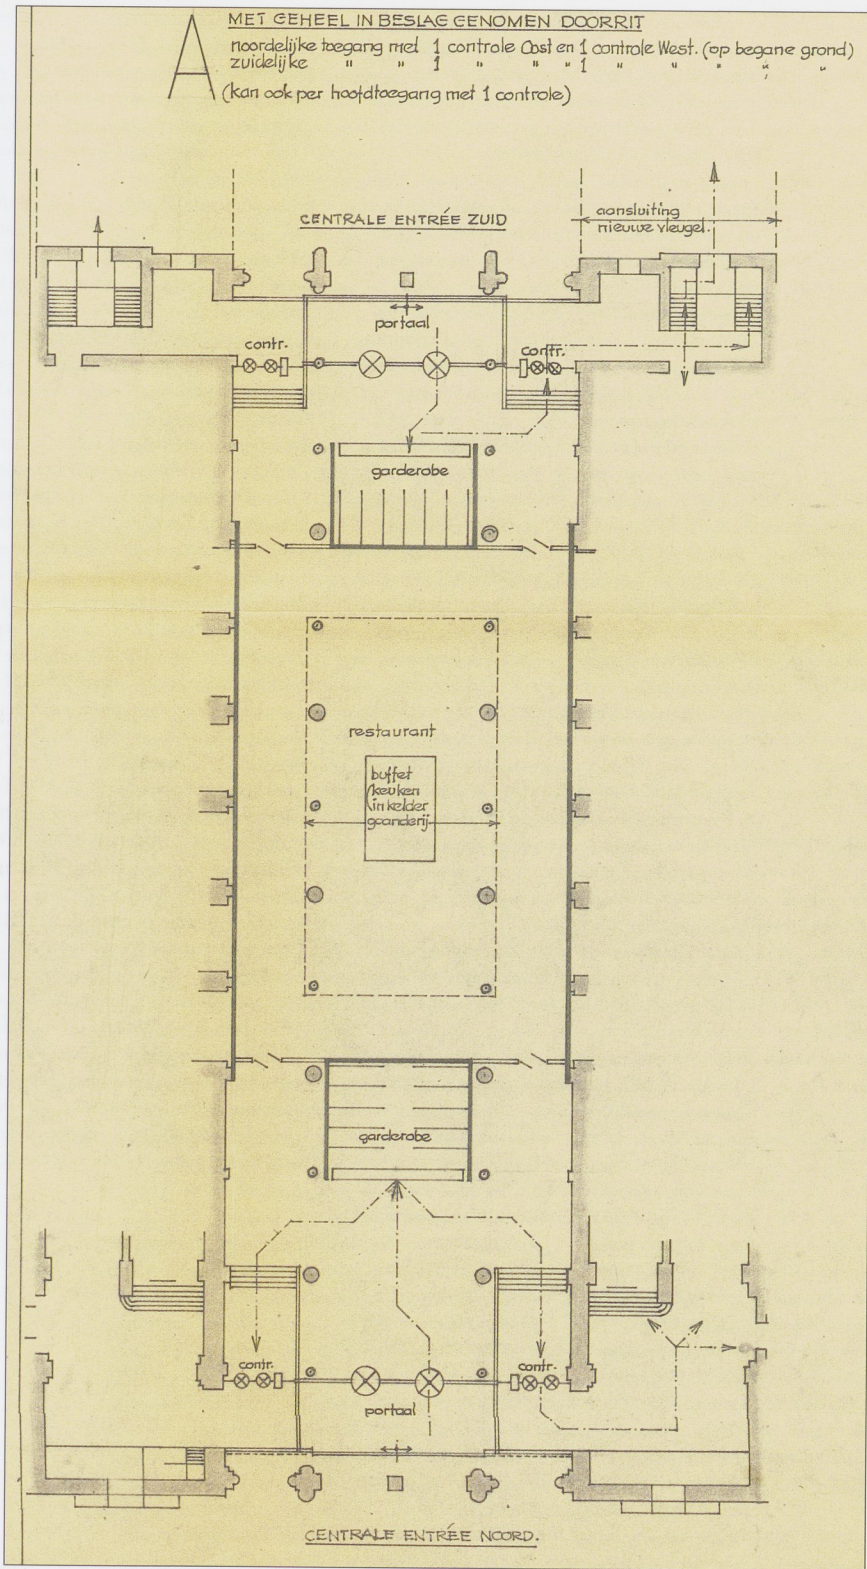 A
MET GEHEEL IN BESLAG GENOMEN DOORRIT
noordelijke toegang met 1 controle Oost en 1 controle West. (op begane grond)
zuidelijke " " 1 " " " 1 " " " " "
(kan ook per hoofdtoegang met 1 controle)
CENTRALE ENTRÉE ZUID
aansluiting
nieuwe vleugel.
portaal
contr.
contr.
garderobe
restaurant
buffet
(keuken
in kelder
gaanderij
garderobe
contr.
contr.
portaal
CENTRALE ENTRÉE NOORD.